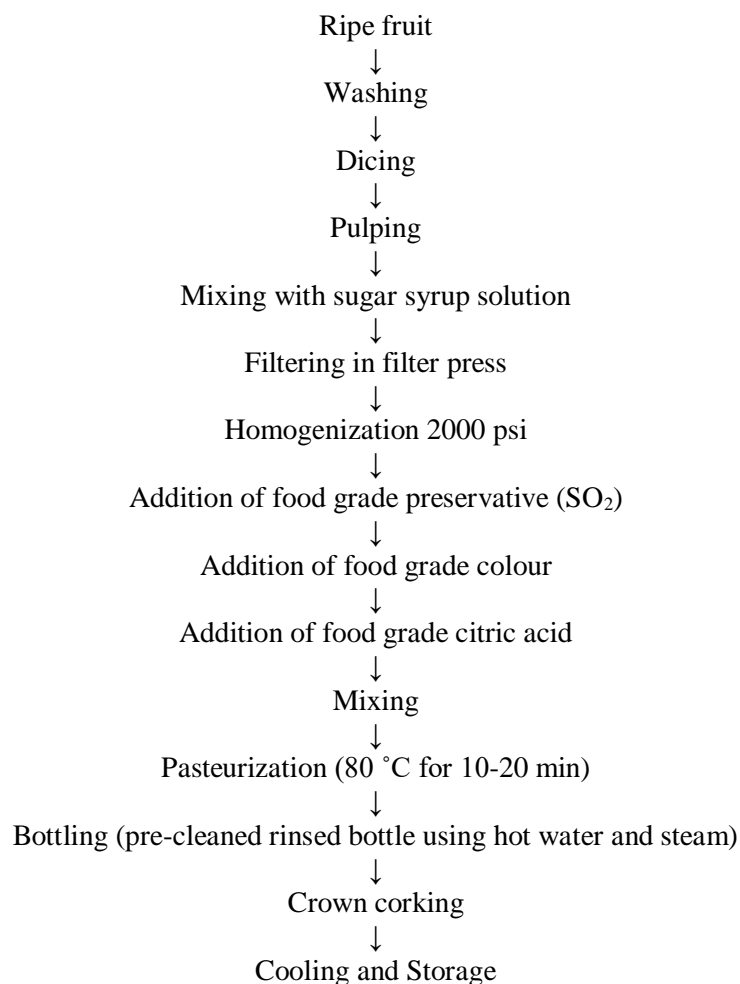 Ripe fruit
↓
Washing
↓
Dicing
↓
Pulping
↓
Mixing with sugar syrup solution
↓
Filtering in filter press
↓
Homogenization 2000 psi
↓
Addition of food grade preservative (SO₂)
↓
Addition of food grade colour
↓
Addition of food grade citric acid
↓
Mixing
↓
Pasteurization (80 ˚C for 10-20 min)
↓
Bottling (pre-cleaned rinsed bottle using hot water and steam)
↓
Crown corking
↓
Cooling and Storage